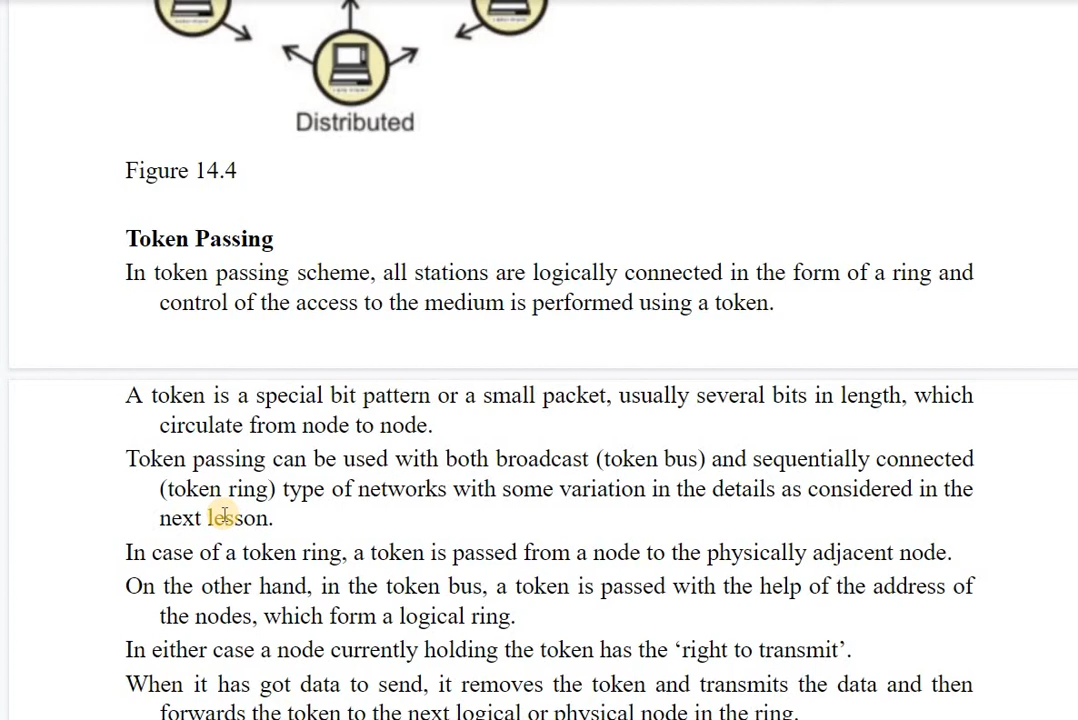 Distributed
Figure 14.4
Token Passing
In token passing scheme, all stations are logically connected in the form of a ring and
control of the access to the medium is performed using a token.
A token is a special bit pattern or a small packet, usually several bits in length, which
circulate from node to node.
Token passing can be used with both broadcast (token bus) and sequentially connected
(token ring) type of networks with some variation in the details as considered in the
next lesson.
In case of a token ring, a token is passed from a node to the physically adjacent node.
On the other hand, in the token bus, a token is passed with the help of the address of
the nodes, which form a logical ring.
In either case a node currently holding the token has the ‘right to transmit’.
When it has got data to send, it removes the token and transmits the data and then
forwards the token to the next logical or physical node in the ring.